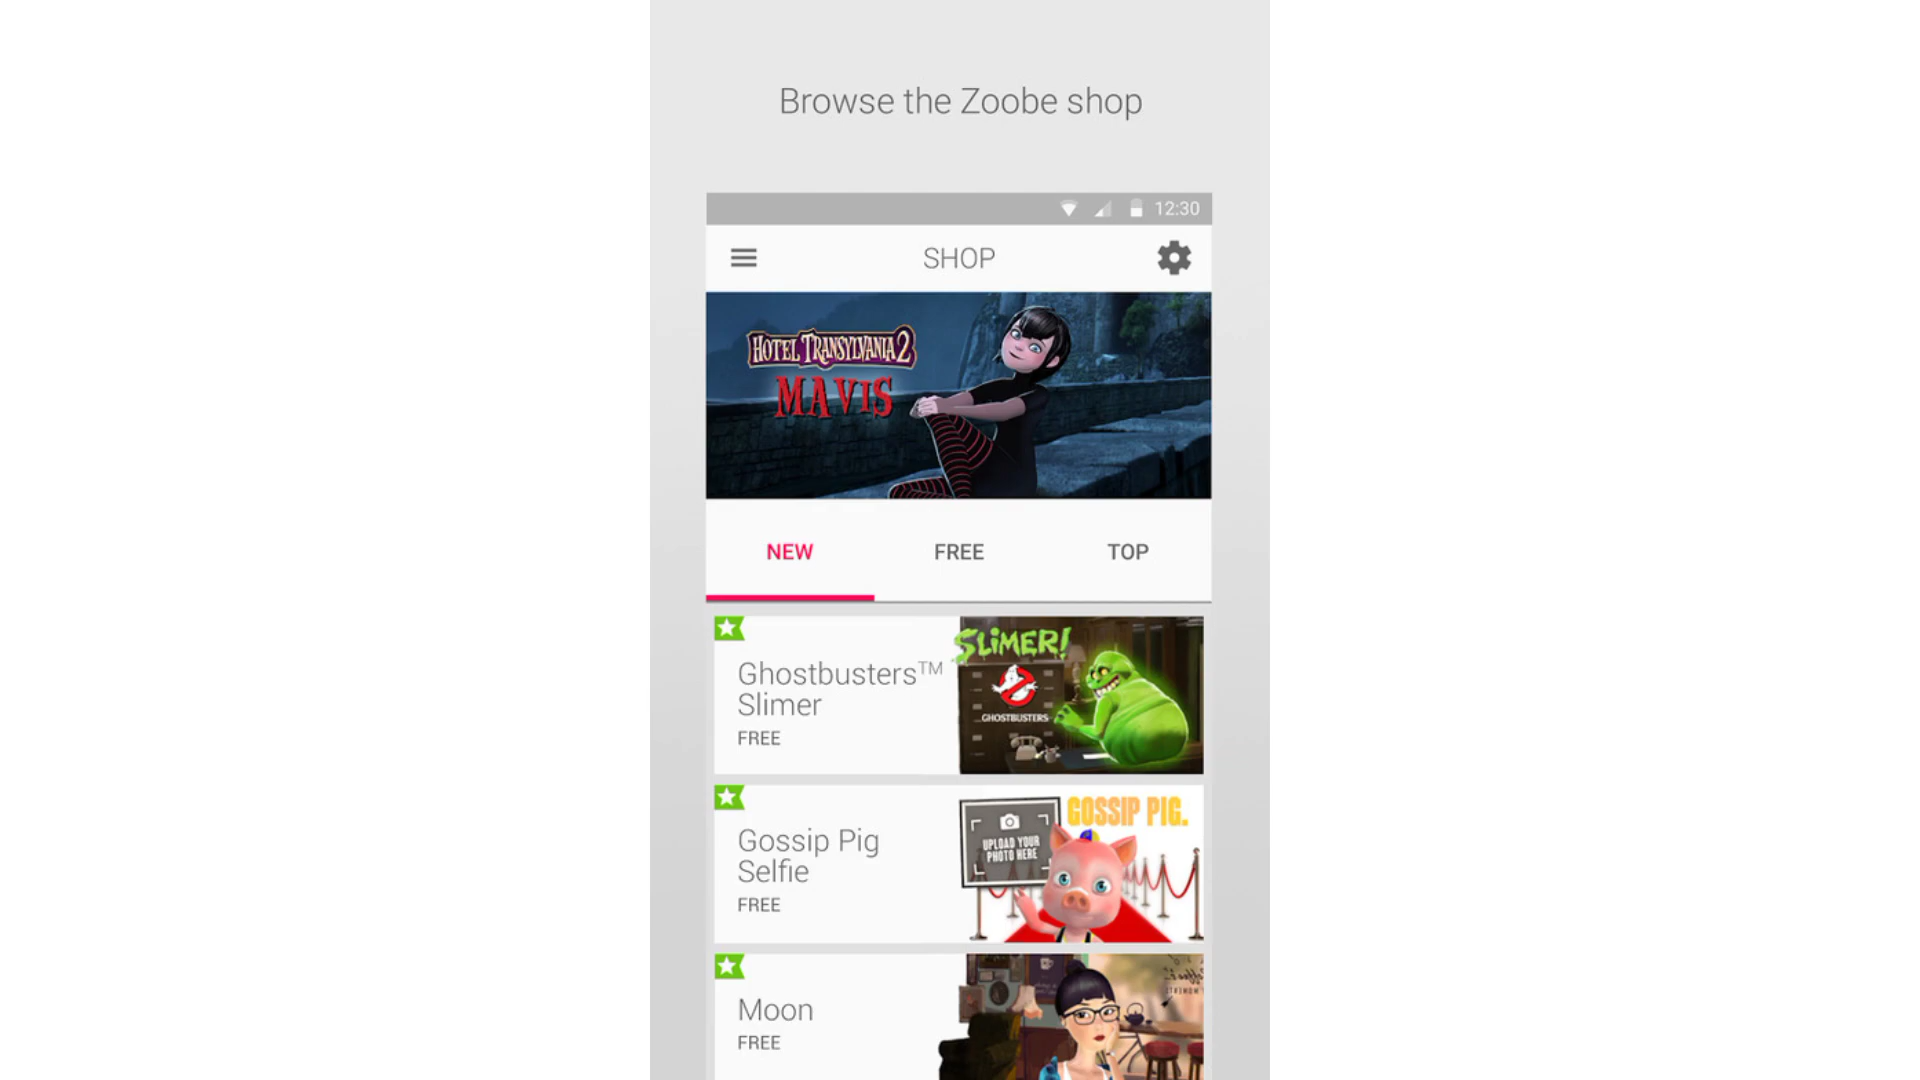 Browse the Zoobe shop
12:30
SHOP
HOTEL TRANSYLVANIA 2
MAVIS
NEW
FREE
TOP
Ghostbusters™
Slimer
FREE
SLIMER!
GHOSTBUSTERS
Gossip Pig
Selfie
FREE
GOSSIP PIG.
UPLOAD YOUR
PHOTO HERE
Moon
FREE